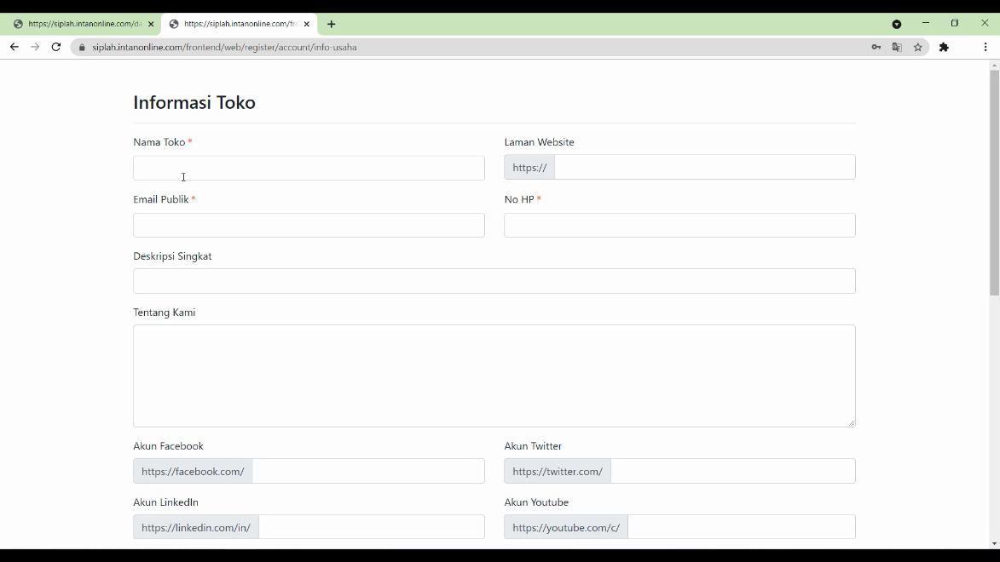 https://siplah.intanonline.com/da
https://siplah.intanonline.com/fr
siplah.intanonline.com/frontend/web/register/account/info-usaha
Informasi Toko
Nama Toko *
Laman Website
https://
Email Publik *
No HP *
Deskripsi Singkat
Tentang Kami
Akun Facebook
Akun Twitter
https://facebook.com/
https://twitter.com/
Akun LinkedIn
Akun Youtube
https://linkedin.com/in/
https://youtube.com/c/